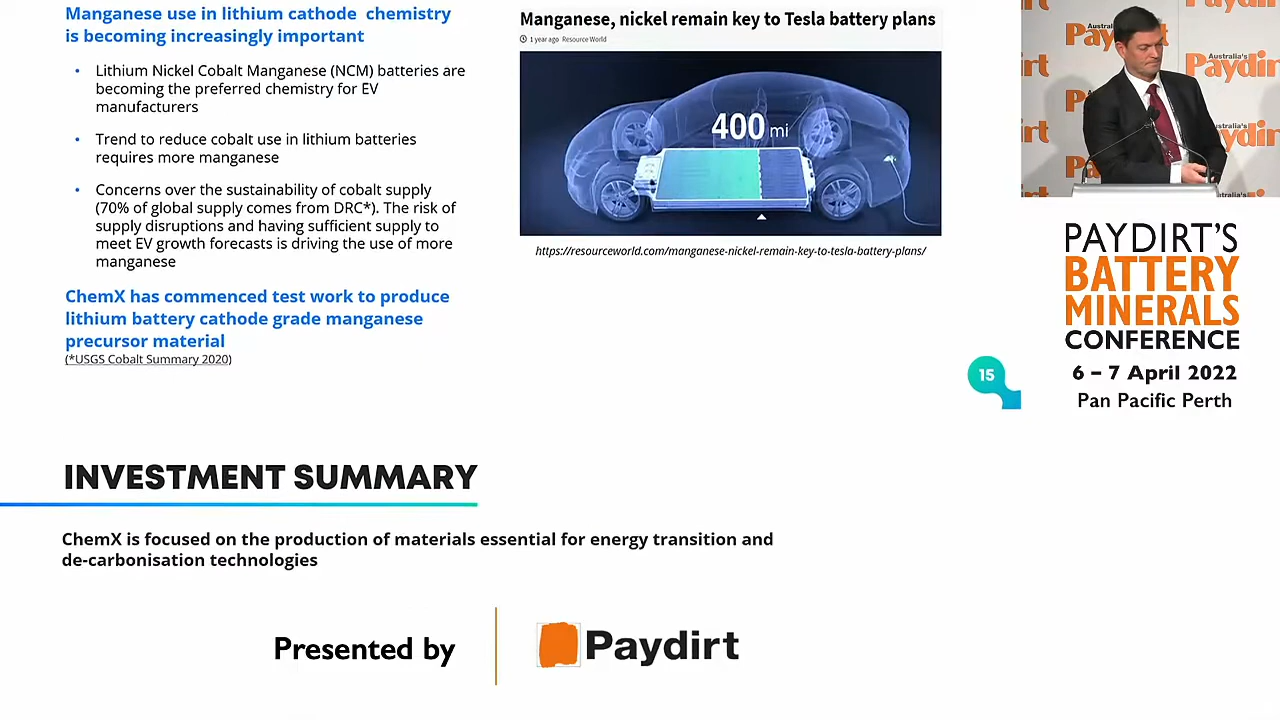 Manganese use in lithium cathode chemistry
is becoming increasingly important
• Lithium Nickel Cobalt Manganese (NCM) batteries are
becoming the preferred chemistry for EV
manufacturers
• Trend to reduce cobalt use in lithium batteries
requires more manganese
• Concerns over the sustainability of cobalt supply
(70% of global supply comes from DRC*). The risk of
supply disruptions and having sufficient supply to
meet EV growth forecasts is driving the use of more
manganese
ChemX has commenced test work to produce
lithium battery cathode grade manganese
precursor material
(*USGS Cobalt Summary 2020)
Manganese, nickel remain key to Tesla battery plans
1 year ago Resource World
400 mi
https://resourceworld.com/manganese-nickel-remain-key-to-tesla-battery-plans/
15
Australia's
Paydirt
PAYDIRT'S
BATTERY
MINERALS
CONFERENCE
6 – 7 April 2022
Pan Pacific Perth
INVESTMENT SUMMARY
ChemX is focused on the production of materials essential for energy transition and
de-carbonisation technologies
Presented by
Paydirt